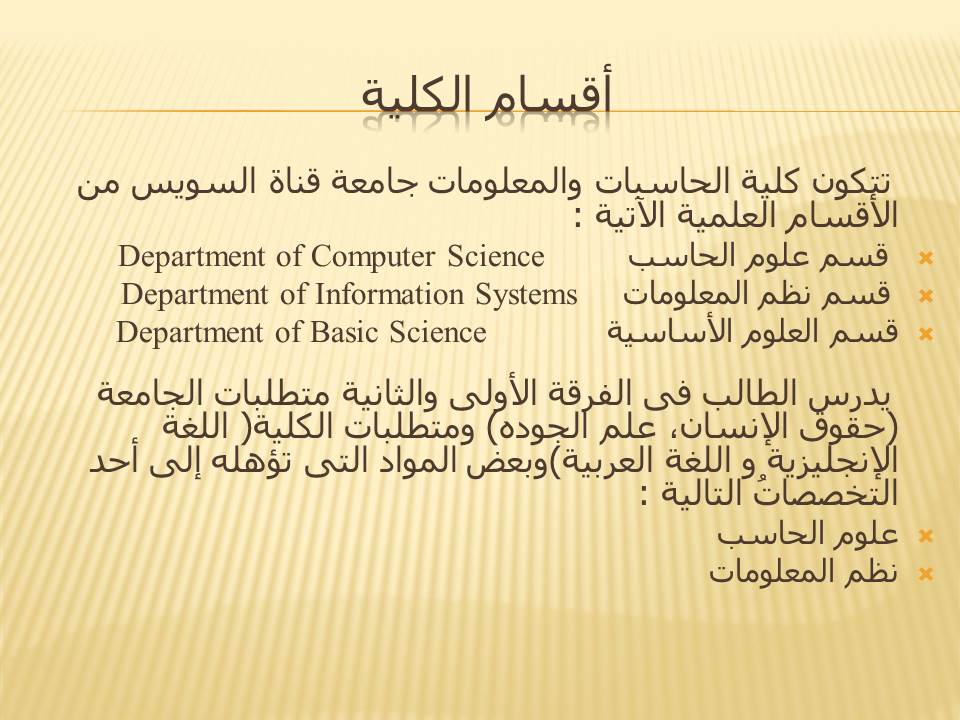 أقسام الكلية
تتكون كلية الحاسبات والمعلومات جامعة قناة السويس من
الأقسام العلمية الآتية :
قسم علوم الحاسب Department of Computer Science
قسم نظم المعلومات Department of Information Systems
قسم العلوم الأساسية Department of Basic Science
يدرس الطالب فى الفرقة الأولى والثانية متطلبات الجامعة
(حقوق الإنسان، علم الجوده) ومتطلبات الكلية( اللغة
الإنجليزية و اللغة العربية)وبعض المواد التى تؤهله إلى أحد
التخصصاتُ التالية :
علوم الحاسب
نظم المعلومات